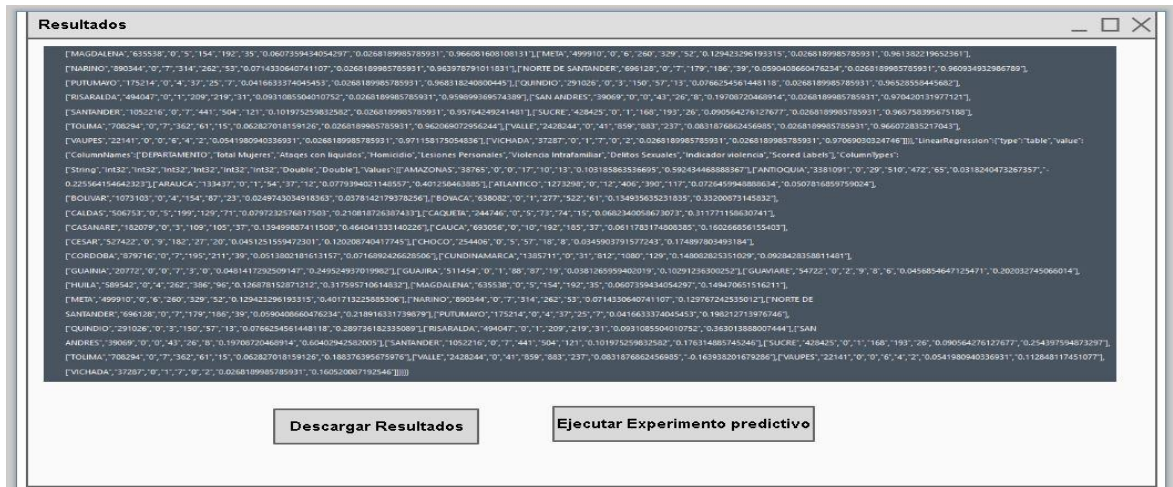 Resultados
["MAGDALENA","635538","0","5","154","192","35","0.0607359434054297","0.0268189985785931","0.966081608108131"],["META","499910","0","6","260","329","52","0.129423296193315","0.0268189985785931","0.961382219652361"],
["NARINO","890344","0","7","314","262","53","0.0714330640741107","0.0268189985785931","0.963978791011831"],["NORTE DE SANTANDER","696128","0","7","179","186","39","0.0590408660476234","0.0268189985785931","0.960934932986789"],
["PUTUMAYO","175214","0","4","37","25","7","0.0416633374045453","0.0268189985785931","0.968318240800445"],["QUINDIO","291026","0","3","150","57","13","0.0766254561448118","0.0268189985785931","0.96528558445682"],
["RISARALDA","494047","0","1","209","219","31","0.0931085504010752","0.0268189985785931","0.959899369574389"],["SAN ANDRES","39069","0","0","43","26","8","0.19708720468914","0.0268189985785931","0.970420131977121"],
["SANTANDER","1052216","0","7","441","504","121","0.101975259832582","0.0268189985785931","0.95764249241481"],["SUCRE","428425","0","1","168","193","26","0.090564276127677","0.0268189985785931","0.965758395675188"],
["TOLIMA","708294","0","7","362","61","15","0.062827018159126","0.0268189985785931","0.962069072956244"],["VALLE","2428244","0","41","859","883","237","0.0831876862456985","0.0268189985785931","0.966072835217043"],
["VAUPES","22141","0","0","6","4","2","0.0541980940336931","0.0268189985785931","0.971158175054836"],["VICHADA","37287","0","1","7","0","2","0.0268189985785931","0.0268189985785931","0.97069030324746"]]}},"LinearRegression":{"type":"table","value":
{"ColumnNames":["DEPARTAMENTO","Total Mujeres","Ataqes con liquidos","Homicidio","Lesiones Personales","Violencia Intrafamiliar","Delitos Sexuales","Indicador violencia","Scored Labels"],"ColumnTypes":
["String","Int32","Int32","Int32","Int32","Int32","Int32","Double","Double"],"Values":[["AMAZONAS","38765","0","0","17","10","13","0.103185863536695","0.592434468888367"],["ANTIOQUIA","3381091","0","29","510","472","65","0.0318240473267357","-
0.225564154642323"],["ARAUCA","133437","0","1","54","37","12","0.0779394021148557","0.401258463885"],["ATLANTICO","1273298","0","12","406","390","117","0.0726459948888634","0.0507816859759024"],
["BOLIVAR","1073103","0","4","154","87","23","0.0249743034918363","0.0378142179378256"],["BOYACA","638082","0","1","277","522","61","0.134935635231835","0.33200873145832"],
["CALDAS","506753","0","5","199","129","71","0.0797232576817503","0.210818726387433"],["CAQUETA","244746","0","5","73","74","15","0.0682340058673073","0.311771158630741"],
["CASANARE","182079","0","3","109","105","37","0.139499887411508","0.464041333140226"],["CAUCA","693056","0","10","192","185","37","0.0611783174808385","0.160266856155403"],
["CESAR","527422","0","9","182","27","20","0.0451251559472301","0.120208740417745"],["CHOCO","254406","0","5","57","18","8","0.0345903791577243","0.174897803493184"],
["CORDOBA","879716","0","7","195","211","39","0.0513802181613157","0.0716892426628506"],["CUNDINAMARCA","1385711","0","31","812","1080","129","0.148082825351029","0.0928428358811481"],
["GUAINIA","20772","0","0","7","3","0","0.0481417292509147","0.249524937019982"],["GUAJIRA","511454","0","1","88","87","19","0.0381265959402019","0.10291236300252"],["GUAVIARE","54722","0","2","9","8","6","0.0456854647125471","0.202032745066014"],
["HUILA","589542","0","4","262","386","96","0.126878152871212","0.317595710614832"],["MAGDALENA","635538","0","5","154","192","35","0.0607359434054297","0.149470651516211"],
["META","499910","0","6","260","329","52","0.129423296193315","0.401713225885306"],["NARINO","890344","0","7","314","262","53","0.0714330640741107","0.129767242535012"],["NORTE DE
SANTANDER","696128","0","7","179","186","39","0.0590408660476234","0.218916331739879"],["PUTUMAYO","175214","0","4","37","25","7","0.0416633374045453","0.198212713976746"],
["QUINDIO","291026","0","3","150","57","13","0.0766254561448118","0.289736182335089"],["RISARALDA","494047","0","1","209","219","31","0.0931085504010752","0.363013888007444"],["SAN
ANDRES","39069","0","0","43","26","8","0.19708720468914","0.60402942582005"],["SANTANDER","1052216","0","7","441","504","121","0.101975259832582","0.176314885745246"],["SUCRE","428425","0","1","168","193","26","0.090564276127677","0.254397594873297"],
["TOLIMA","708294","0","7","362","61","15","0.062827018159126","0.188376395675976"],["VALLE","2428244","0","41","859","883","237","0.0831876862456985","-0.163938201679286"],["VAUPES","22141","0","0","6","4","2","0.0541980940336931","0.112848117451077"],
["VICHADA","37287","0","1","7","0","2","0.0268189985785931","0.160520087192546"]]}}}}
Descargar Resultados
Ejecutar Experimento predictivo